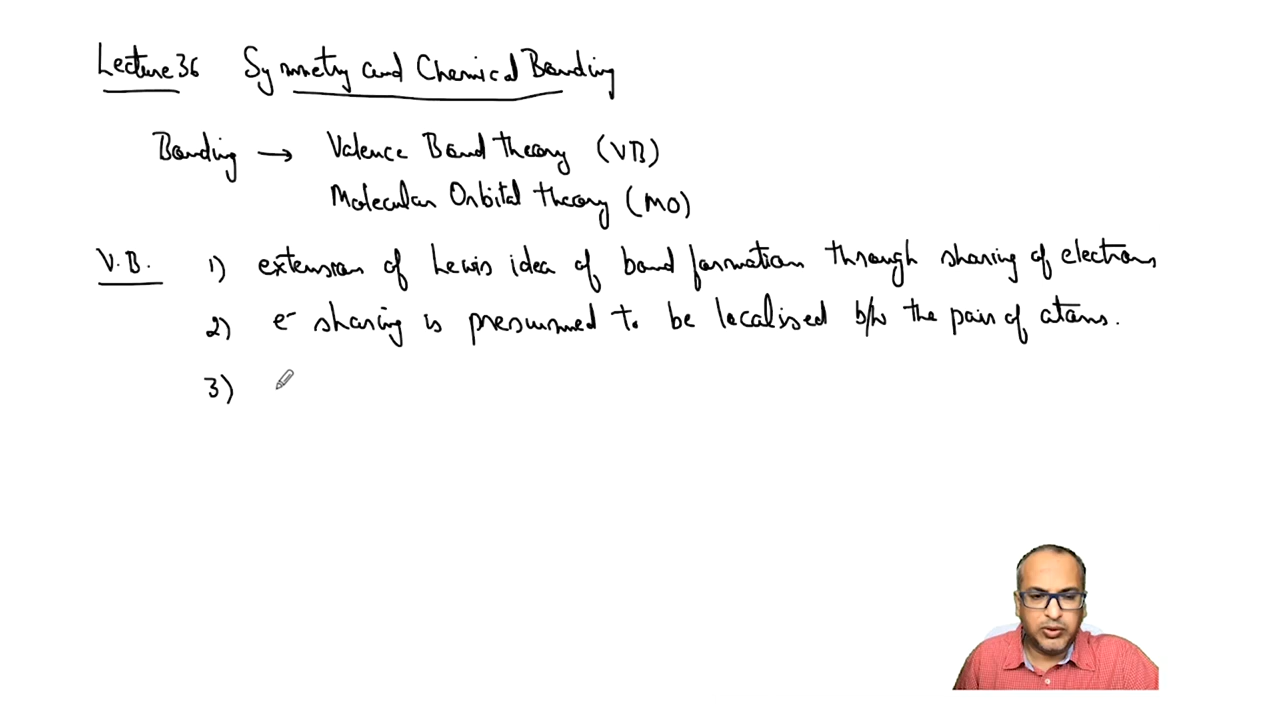 Lecture 36 Symmetry and Chemical Bonding
Bonding → Valence Bond theory (VB)
Molecular Orbital theory (MO)
V.B. 1) extension of Lewis idea of bond formation through sharing of electrons
2) e⁻ sharing is presumed to be localised b/w the pair of atoms.
3)